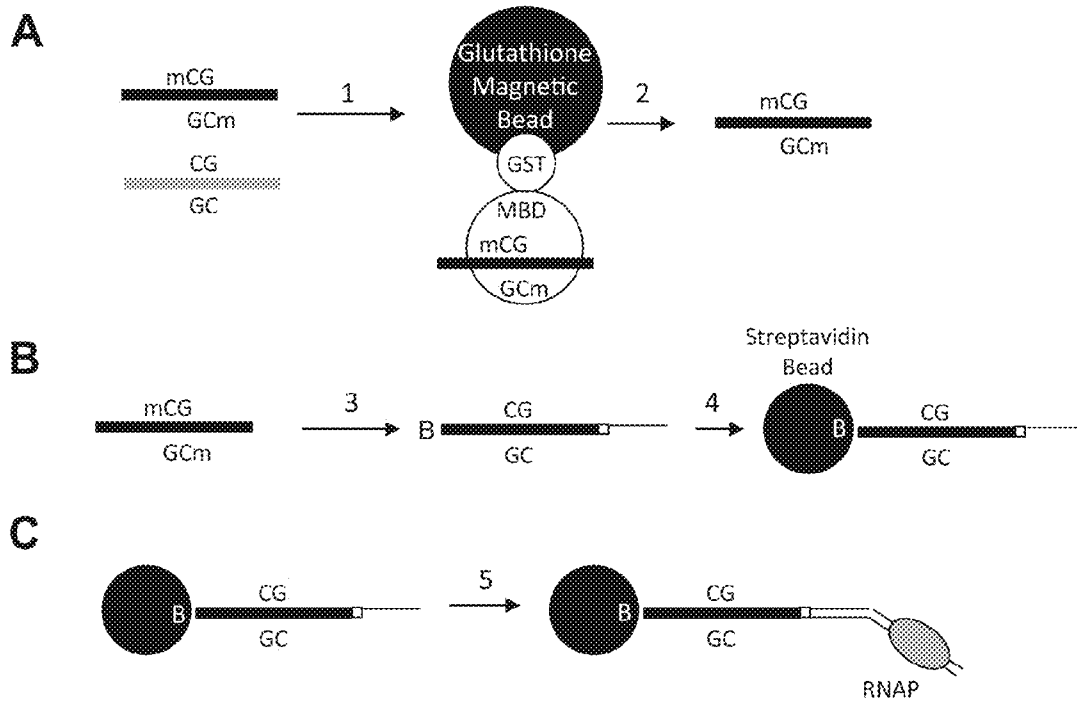 A
mCG
GCm
CG
GC
1
Glutathione
Magnetic
Bead
GST
MBD
mCG
GCm
2
mCG
GCm
B
mCG
GCm
3
B
CG
GC
4
Streptavidin
Bead
B
CG
GC
C
B
CG
GC
5
B
CG
GC
RNAP